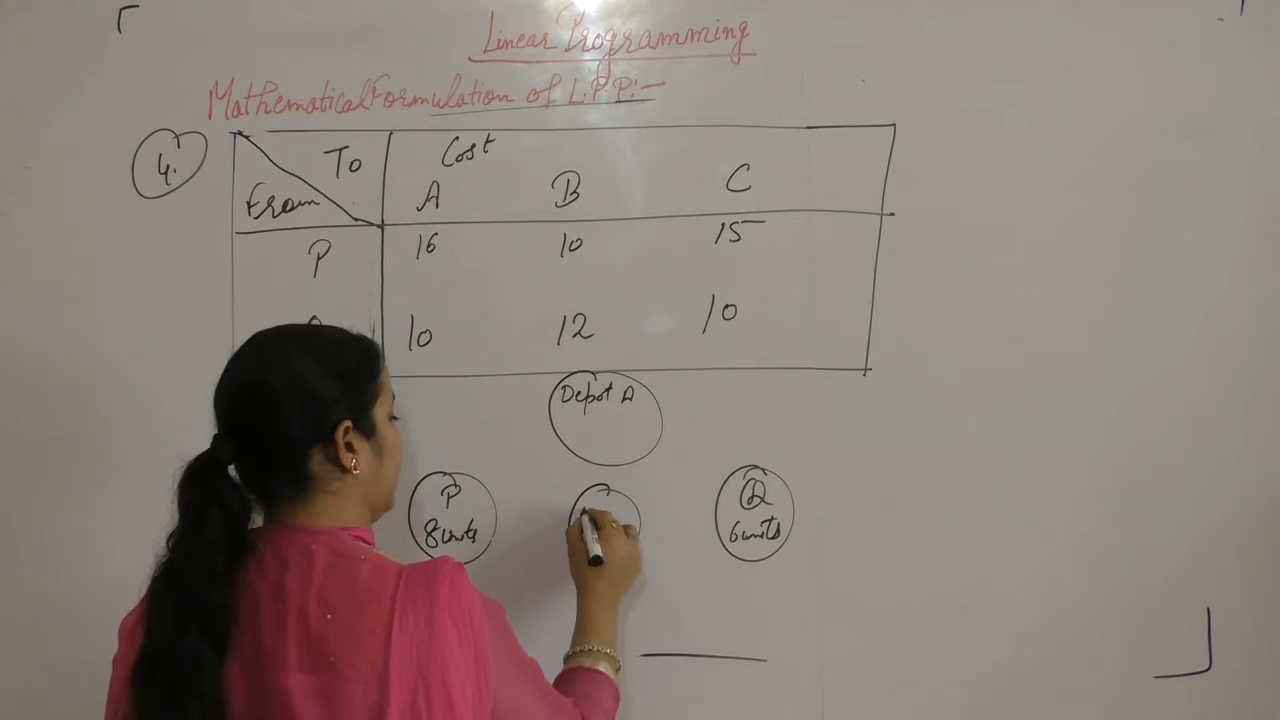 Linear Programming
Mathematical Formulation of L.P.P:-
4.
To Cost
From A B C
P 16 10 15
10 12 10
Depot A
P Q
8 units 6 units